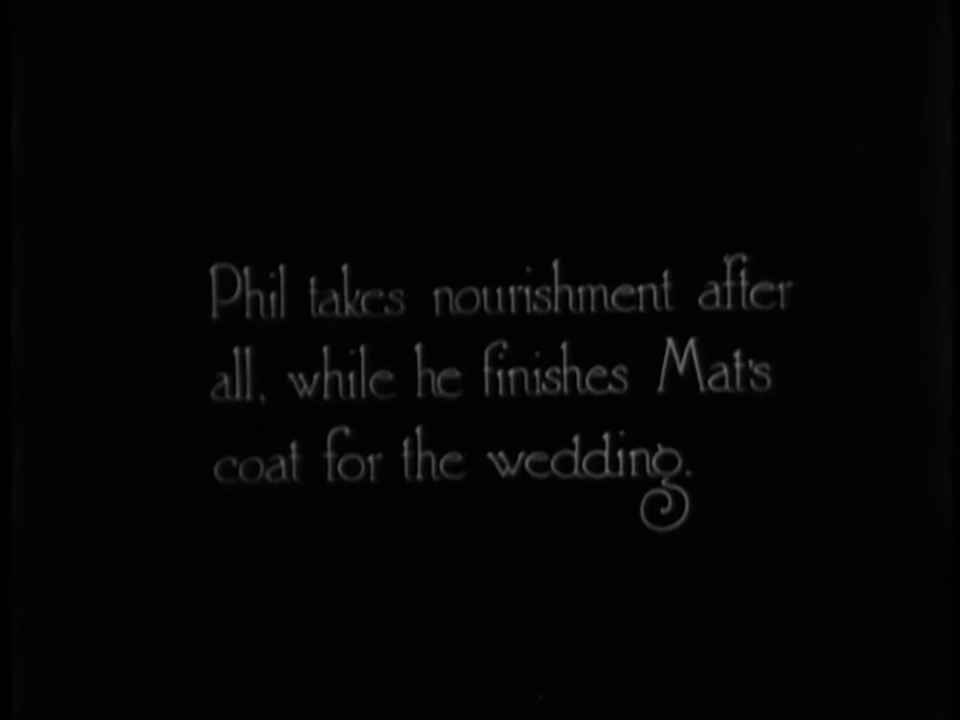 Phil takes nourishment after
all, while he finishes Mat's
coat for the wedding.